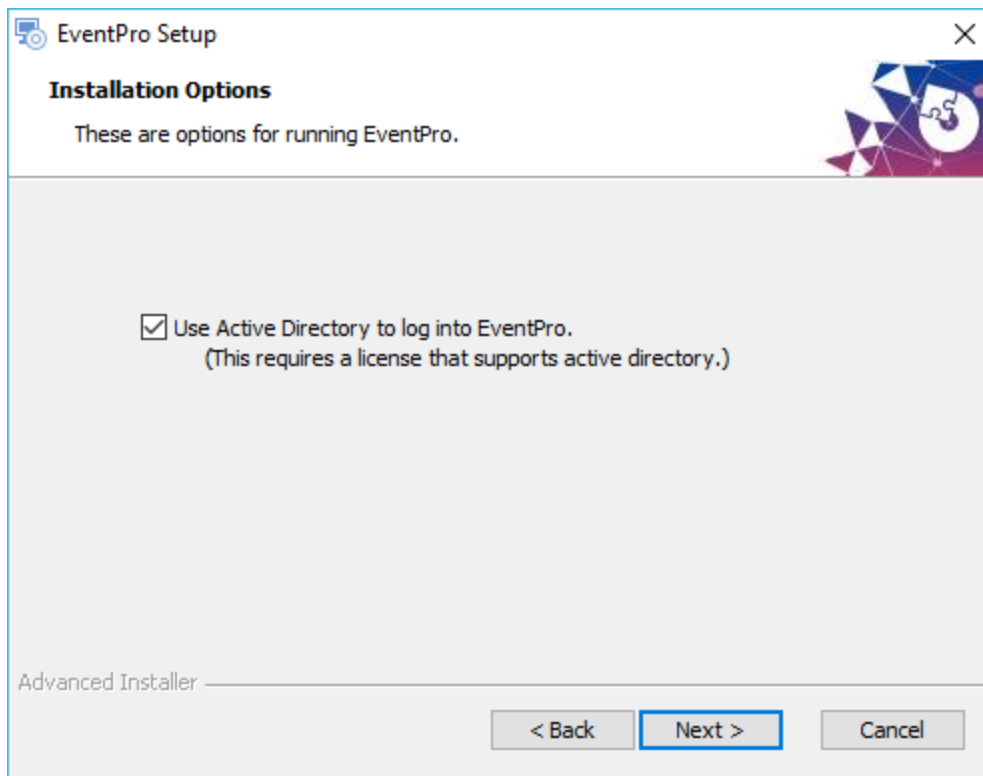 EventPro Setup
Installation Options
These are options for running EventPro.
Use Active Directory to log into EventPro.
(This requires a license that supports active directory.)
Advanced Installer
< Back
Next >
Cancel